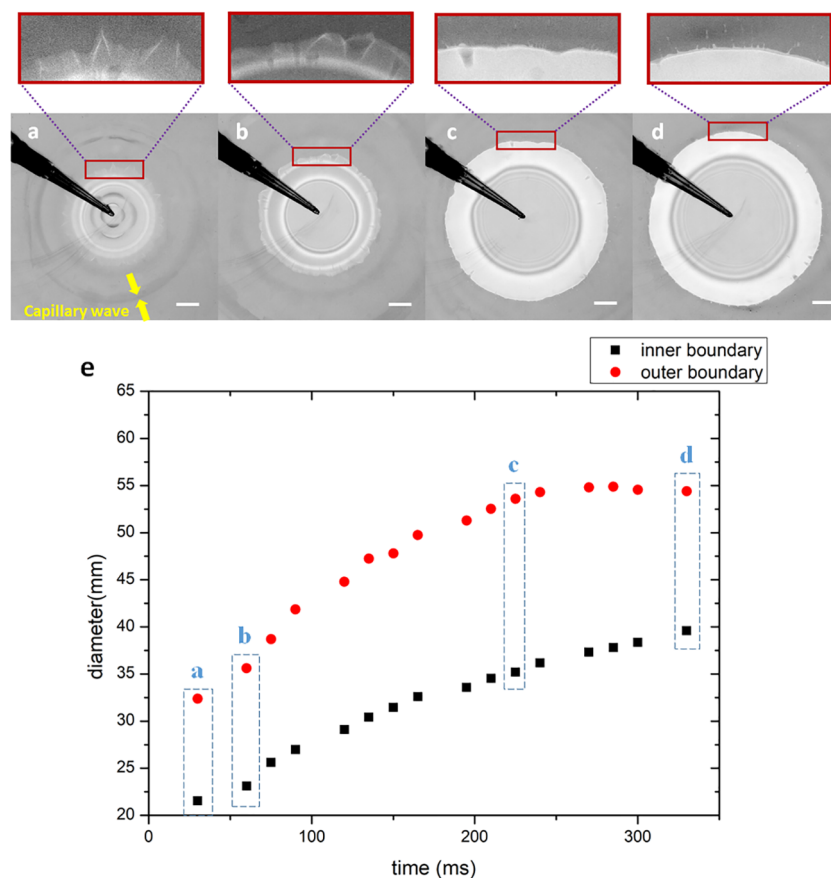 a
b
c
d
Capillary wave
e
inner boundary
outer boundary
65
60
55
50
45
40
35
30
25
20
diameter(mm)
a
b
c
d
0
100
200
300
time (ms)